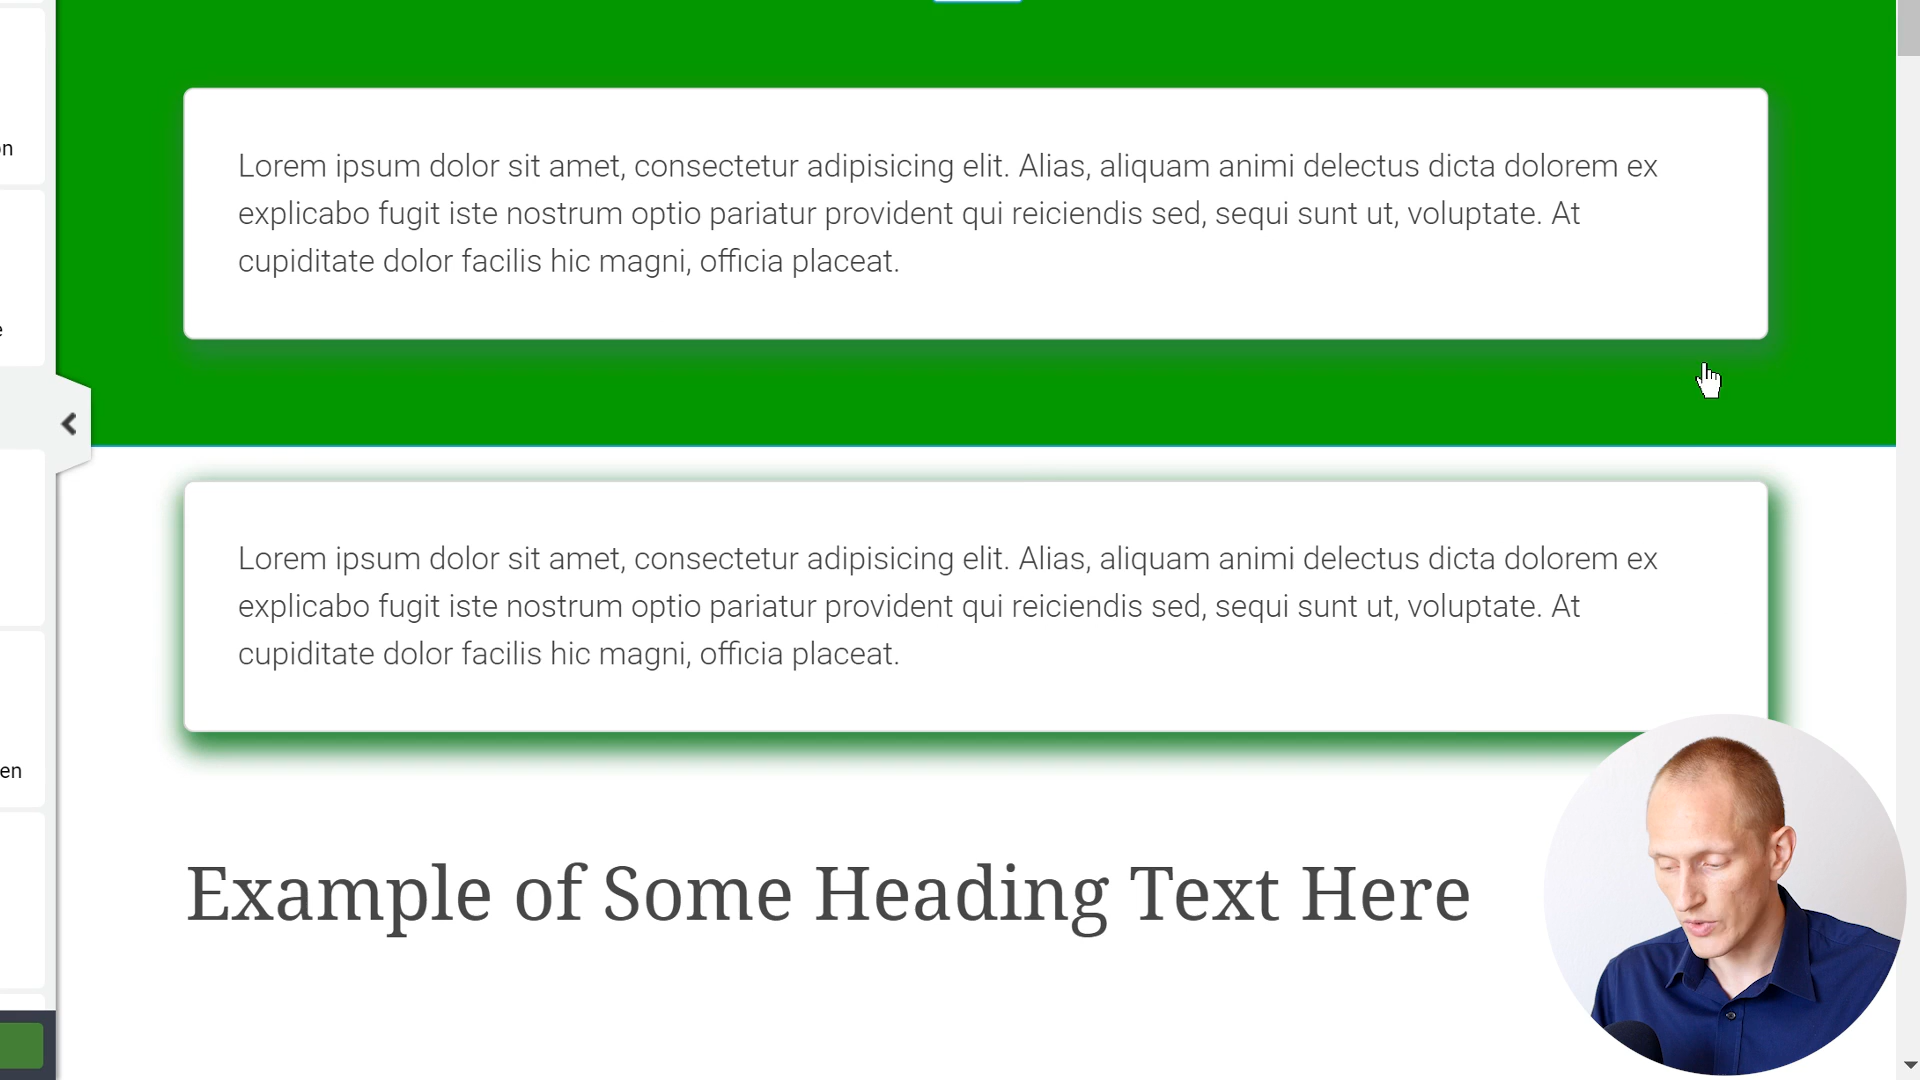 on
Lorem ipsum dolor sit amet, consectetur adipisicing elit. Alias, aliquam animi delectus dicta dolorem ex
explicabo fugit iste nostrum optio pariatur provident qui reiciendis sed, sequi sunt ut, voluptate. At
cupiditate dolor facilis hic magni, officia placeat.
e
Lorem ipsum dolor sit amet, consectetur adipisicing elit. Alias, aliquam animi delectus dicta dolorem ex
explicabo fugit iste nostrum optio pariatur provident qui reiciendis sed, sequi sunt ut, voluptate. At
cupiditate dolor facilis hic magni, officia placeat.
en
Example of Some Heading Text Here